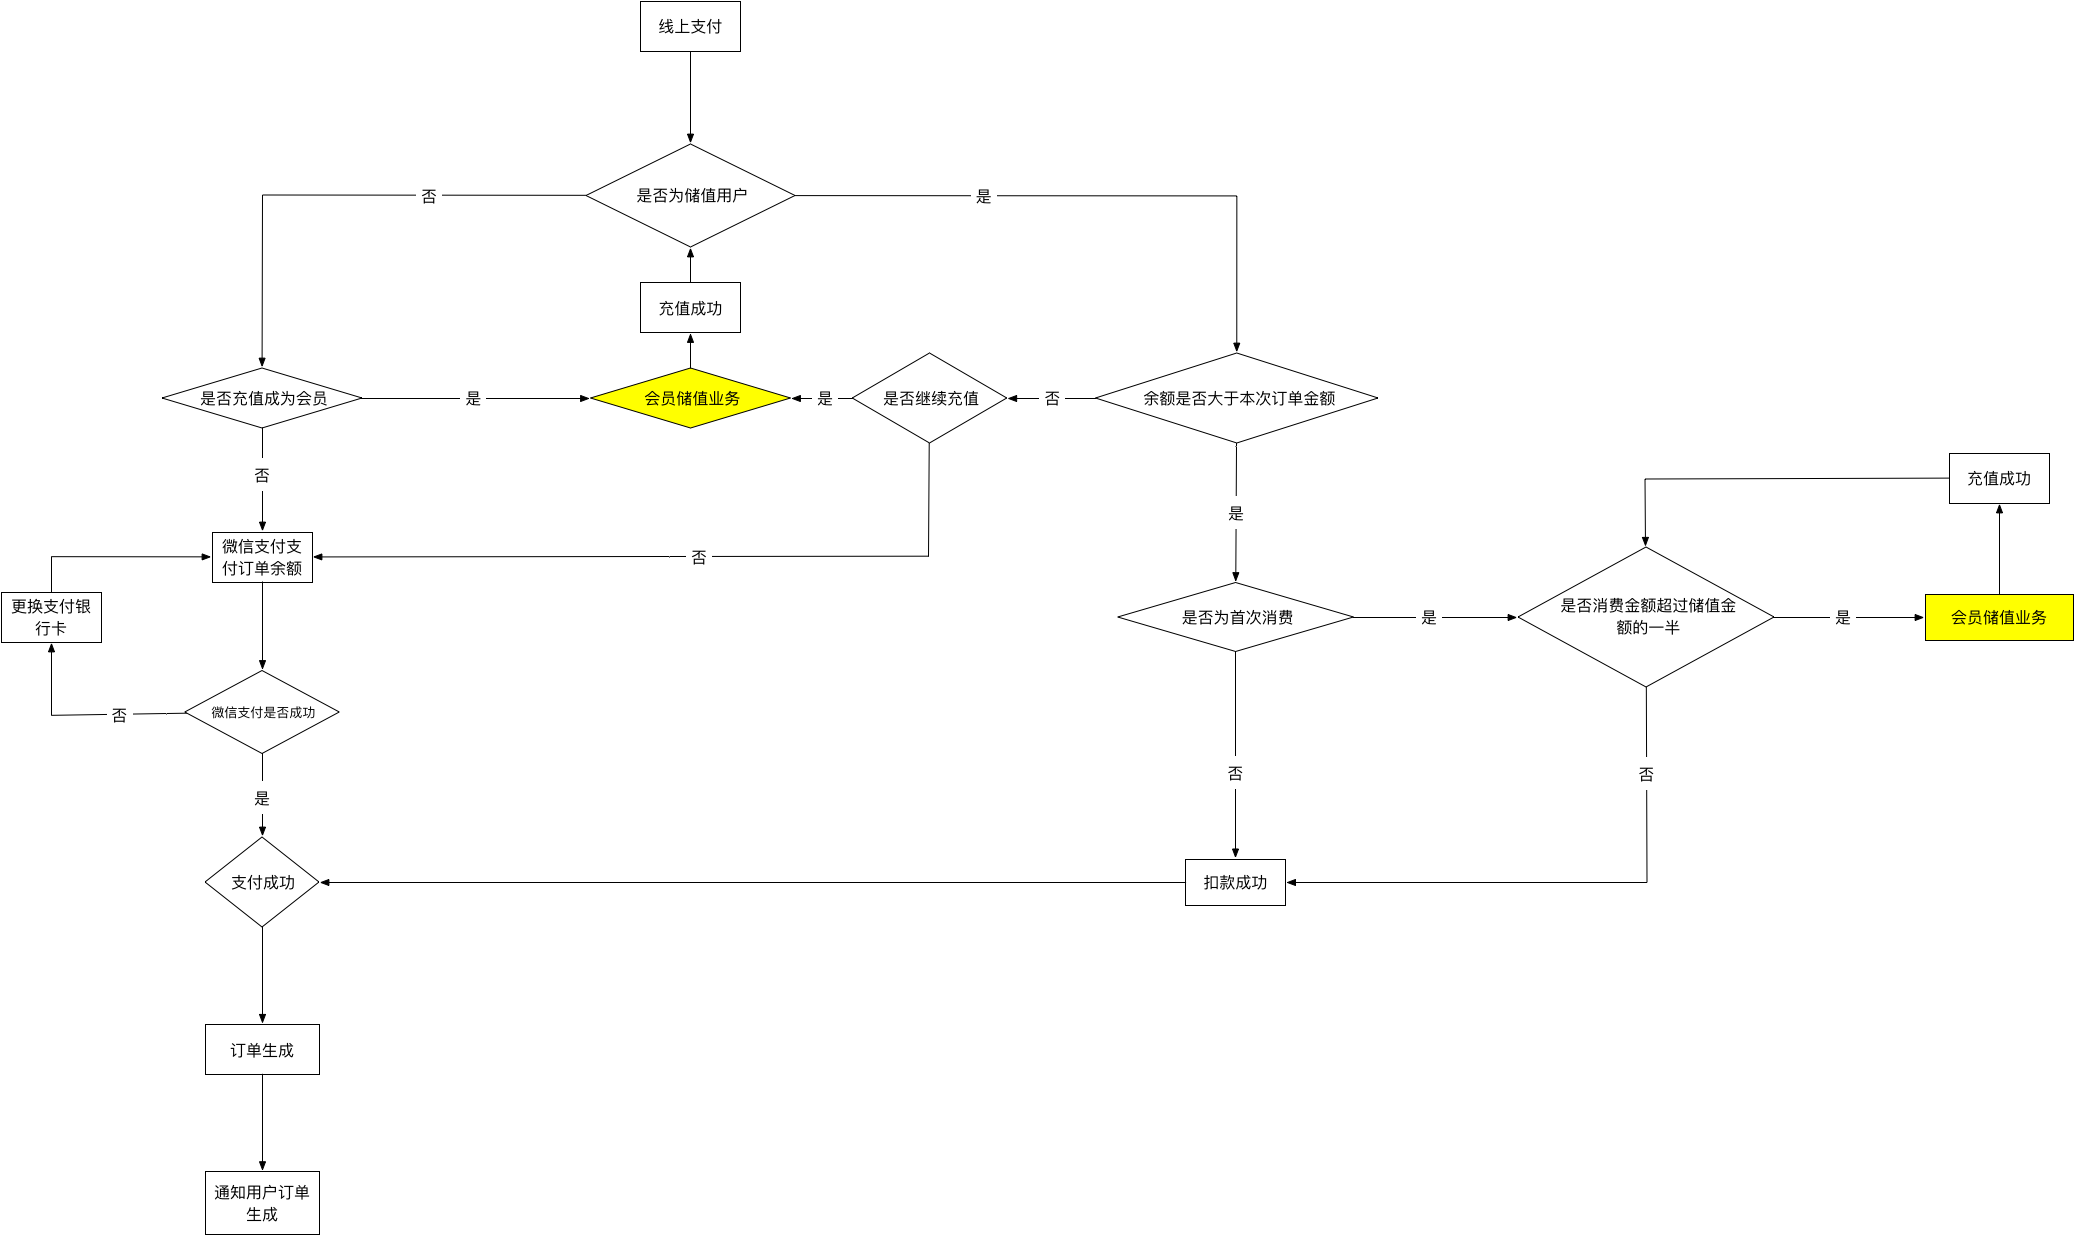 线上支付
否
是否为储值用户
是
充值成功
是否充值成为会员
是
会员储值业务
是
是否继续充值
否
余额是否大于本次订单金额
否
是
充值成功
微信支付支
付订单余额
否
更换支付银
行卡
是否为首次消费
是
是否消费金额超过储值金
额的一半
是
会员储值业务
否
微信支付是否成功
否
否
是
支付成功
扣款成功
订单生成
通知用户订单
生成